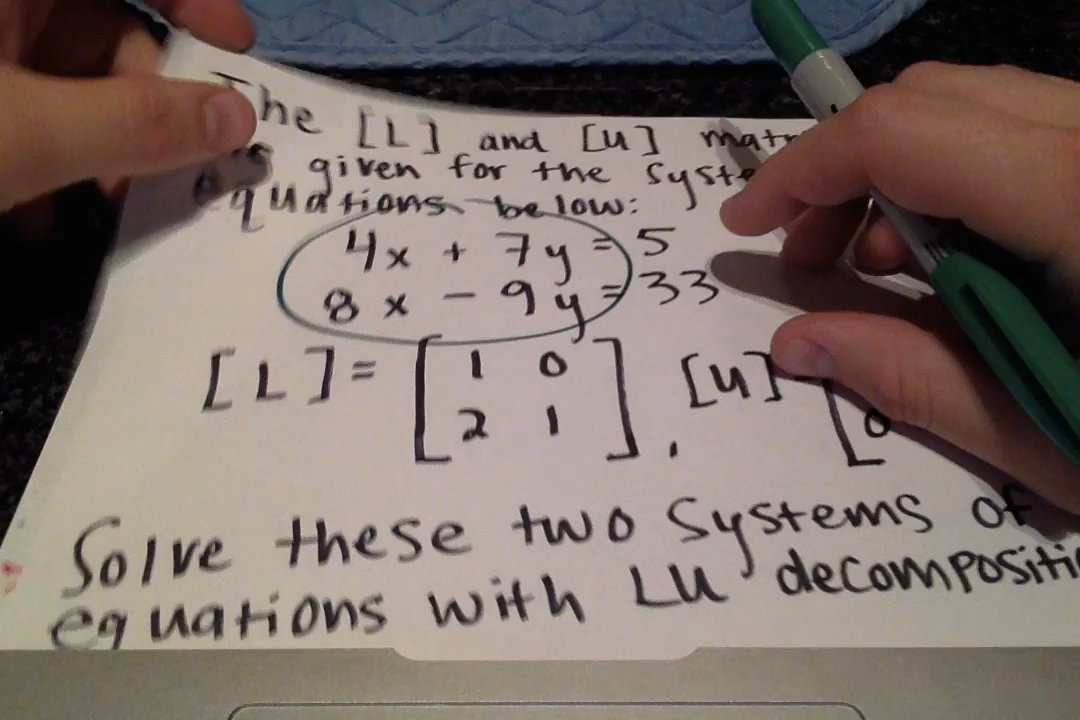 The [L] and [U] matr
given for the syste
equations below:
4x + 7y = 5
8x - 9y = 33
[L] = [1 0
2 1], [U] [
0
Solve these two systems of
equations with LU decompositi